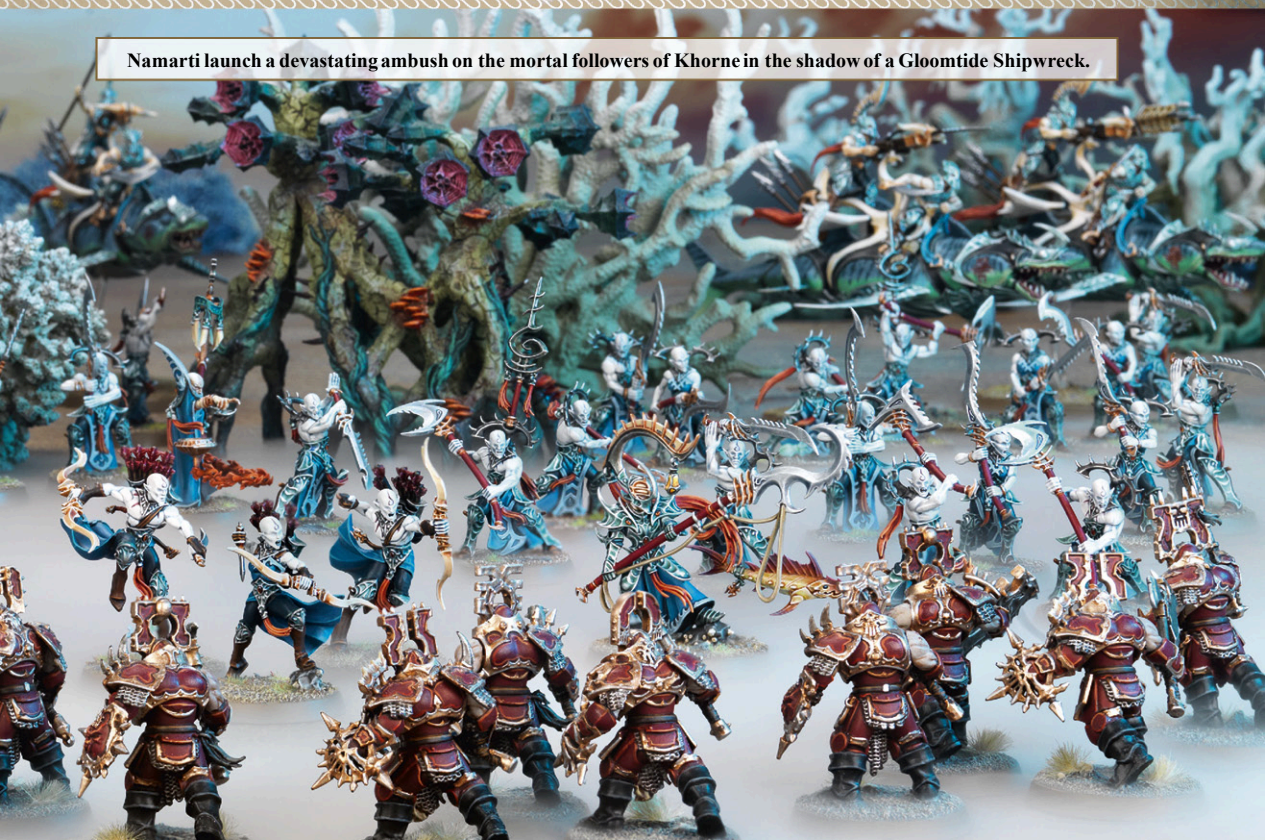 Namarti launch a devastating ambush on the mortal followers of Khorne in the shadow of a Gloomtide Shipwreck.